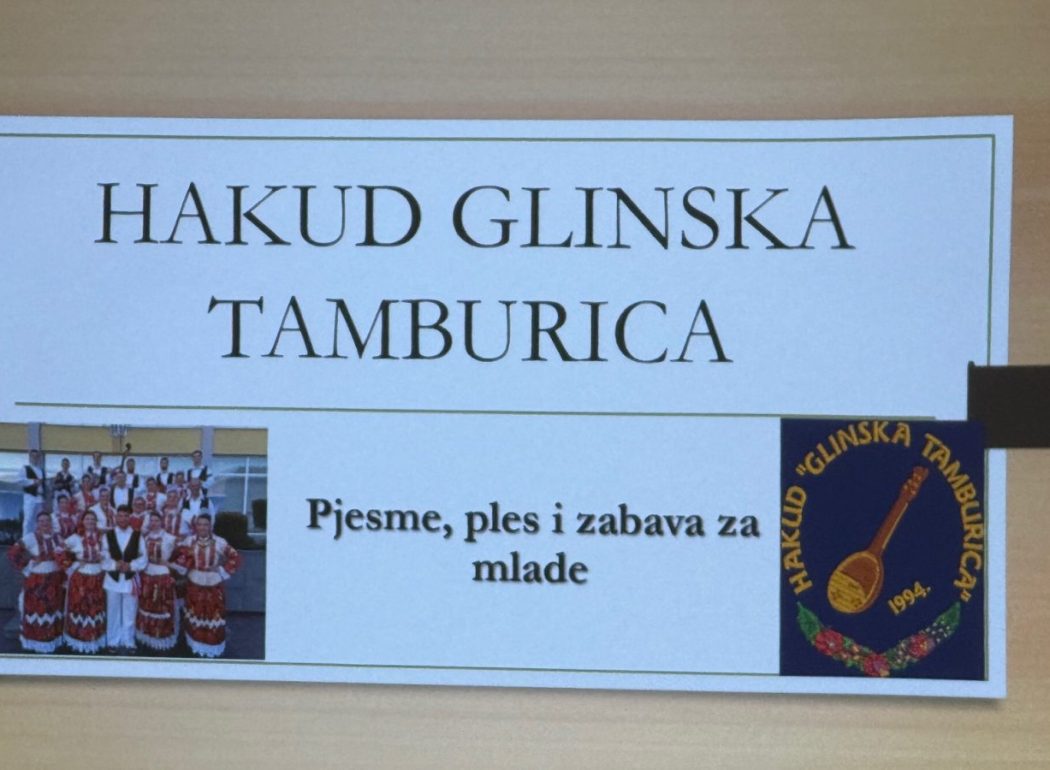 HAKUD GLINSKA
TAMBURICA
Pjesme, ples i zabava za
mlade
HAKUD "GLINSKA TAMBURICA"
1994.